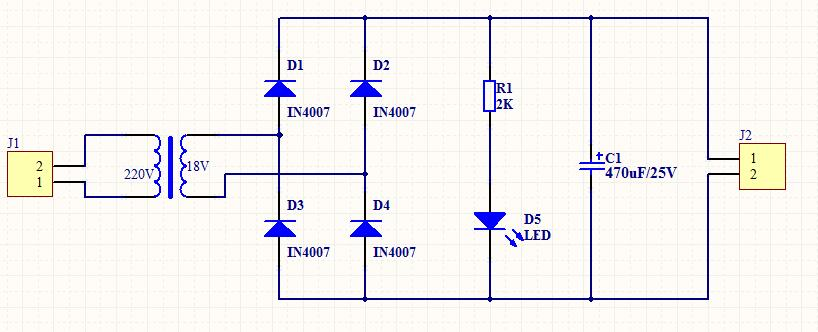 D1
D2
IN4007
IN4007
R1
2K
J1
2
1
220V
18V
D3
D4
IN4007
IN4007
D5
LED
+
C1
470uF/25V
J2
1
2